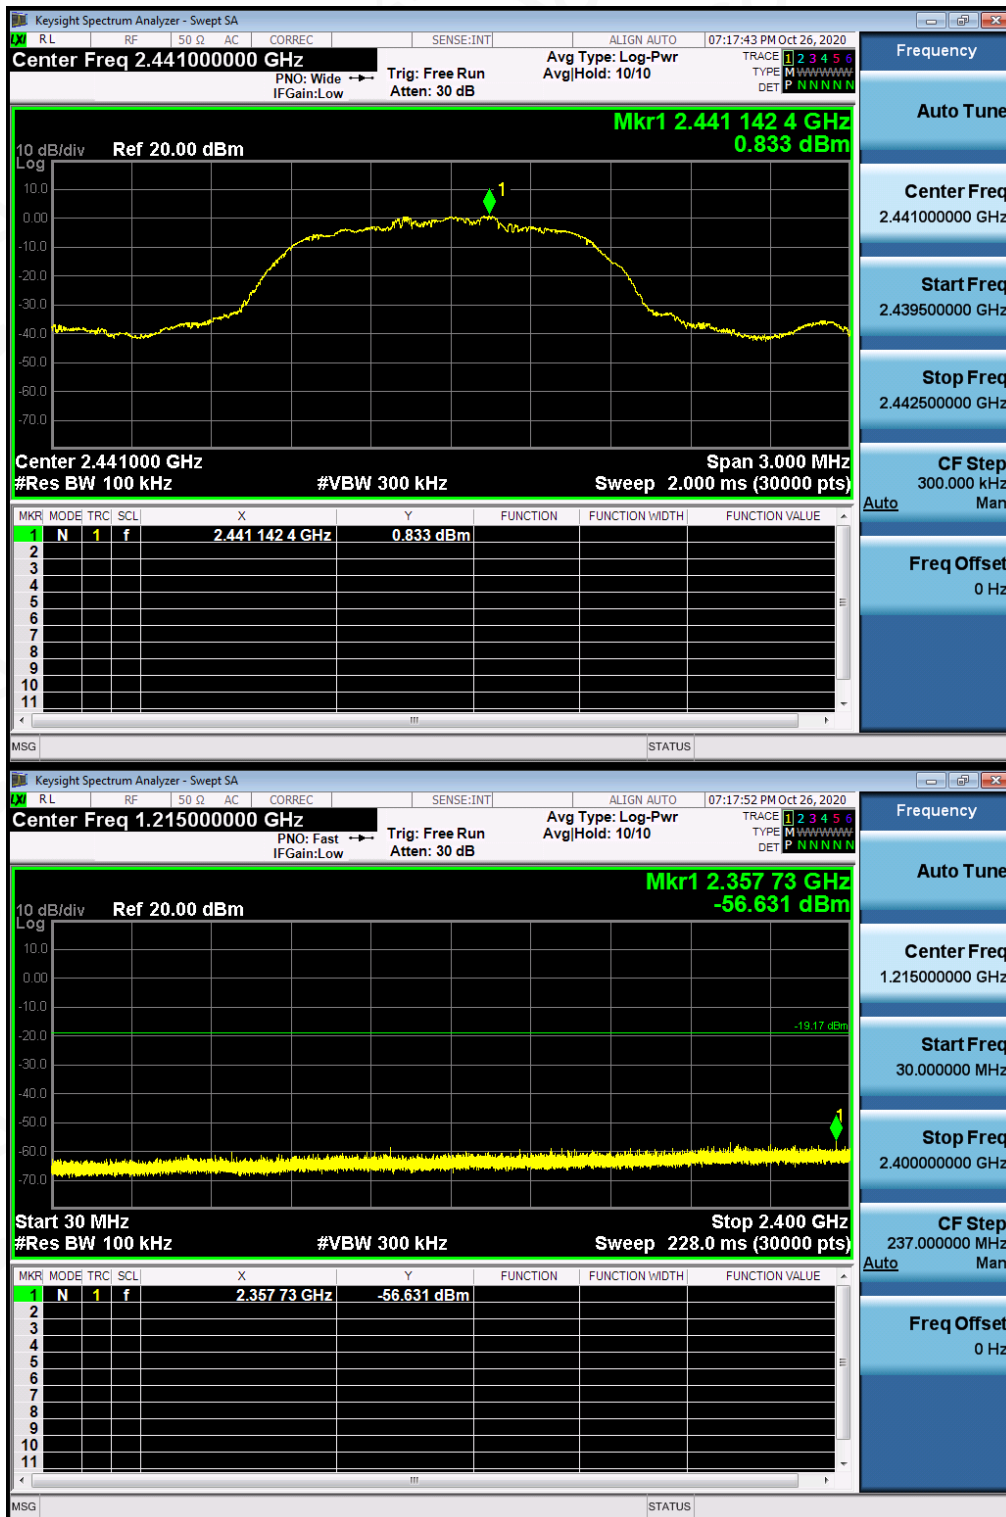 Keysight Spectrum Analyzer - Swept SA
LXI RL RF 50 Ω AC CORREC SENSE:INT ALIGN AUTO 07:17:43 PM Oct 26, 2020
Center Freq 2.441000000 GHz
PNO: Wide
IFGain:Low
Trig: Free Run
Atten: 30 dB
Avg Type: Log-Pwr
Avg|Hold: 10/10
TRACE 1 2 3 4 5 6
TYPE M WWWWW
DET P N N N N N
Mkr1 2.441 142 4 GHz
0.833 dBm
10 dB/div Ref 20.00 dBm
Log
10.0
0.00
-10.0
-20.0
-30.0
-40.0
-50.0
-60.0
-70.0
1
Center 2.441000 GHz Span 3.000 MHz
#Res BW 100 kHz #VBW 300 kHz Sweep 2.000 ms (30000 pts)
MKR MODE TRC SCL X Y FUNCTION FUNCTION WIDTH FUNCTION VALUE
1 N 1 f 2.441 142 4 GHz 0.833 dBm
2
3
4
5
6
7
8
9
10
11
MSG STATUS
Frequency
Auto Tune
Center Freq
2.441000000 GHz
Start Freq
2.439500000 GHz
Stop Freq
2.442500000 GHz
CF Step
300.000 kHz
Auto Man
Freq Offset
0 Hz
Keysight Spectrum Analyzer - Swept SA
LXI RL RF 50 Ω AC CORREC SENSE:INT ALIGN AUTO 07:17:52 PM Oct 26, 2020
Center Freq 1.215000000 GHz
PNO: Fast
IFGain:Low
Trig: Free Run
Atten: 30 dB
Avg Type: Log-Pwr
Avg|Hold: 10/10
TRACE 1 2 3 4 5 6
TYPE M WWWWW
DET P N N N N N
Mkr1 2.357 73 GHz
-56.631 dBm
10 dB/div Ref 20.00 dBm
Log
10.0
0.00
-10.0
-20.0
-30.0
-40.0
-50.0
-60.0
-70.0
-19.17 dBm
1
Start 30 MHz Stop 2.400 GHz
#Res BW 100 kHz #VBW 300 kHz Sweep 228.0 ms (30000 pts)
MKR MODE TRC SCL X Y FUNCTION FUNCTION WIDTH FUNCTION VALUE
1 N 1 f 2.357 73 GHz -56.631 dBm
2
3
4
5
6
7
8
9
10
11
MSG STATUS
Frequency
Auto Tune
Center Freq
1.215000000 GHz
Start Freq
30.000000 MHz
Stop Freq
2.400000000 GHz
CF Step
237.000000 MHz
Auto Man
Freq Offset
0 Hz